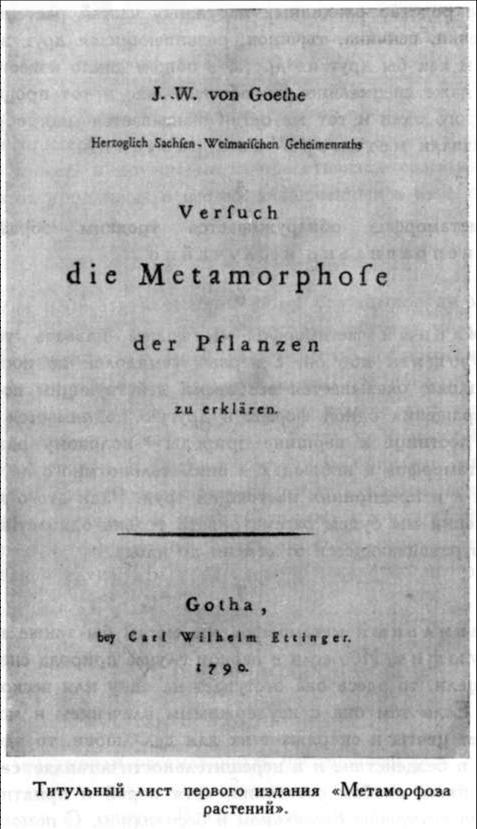 J. W. von Goethe
Herzoglich Sachſen-Weimariſchen Geheimenraths
Verſuch
die Metamorphoſe
der Pflanzen
zu erklären.
Gotha,
bey Carl Wilhelm Ettinger.
1790.
Титульный лист первого издания «Метаморфоза
растений».